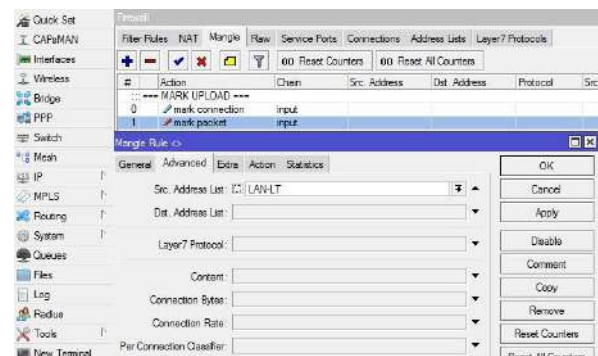 Quick Set
CAPsMAN
Interfaces
Wireless
Bridge
PPP
Switch
Mesh
IP
MPLS
Routing
System
Queues
Files
Log
Radius
Tools
New Terminal
Firewall
Filter Rules NAT Mangle Raw Service Ports Connections Address Lists Layer7 Protocols
00 Reset Counters 00 Reset All Counters
# Action Chain Src. Address Dst. Address Protocol Src
::: === MARK UPLOAD ===
0 mark connection input
1 mark packet input
Mangle Rule <>
General Advanced Extra Action Statistics
Src. Address List: LAN-LT
Dst. Address List:
Layer7 Protocol:
Content:
Connection Bytes:
Connection Rate:
Per Connection Classifier:
OK
Cancel
Apply
Disable
Comment
Copy
Remove
Reset Counters
Reset All Counters